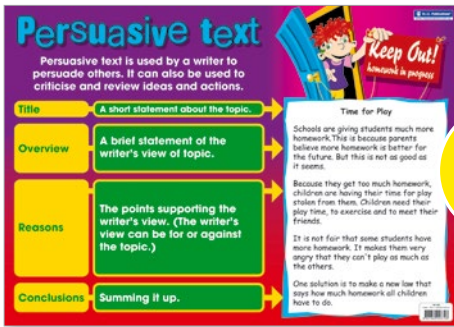 Persuasive text
Persuasive text is used by a writer to
persuade others. It can also be used to
criticise and review ideas and actions.
Keep Out!
homework in progress
Title
A short statement about the topic.
Overview
A brief statement of the
writer's view of topic.
Reasons
The points supporting the
writer's view. (The writer's
view can be for or against
the topic.)
Conclusions
Summing it up.
Time for Play
Schools are giving students much more
homework.This is because parents
believe more homework is better for
the future. But this is not as good as
it seems.
Because they get too much homework,
children are having their time for play
stolen from them. Children need their
play time, to exercise and to meet their
friends.
It is not fair that some students have
more homework. It makes them very
angry that they can't play as much as
the others.
One solution is to make a new law that
says how much homework all children
have to do.